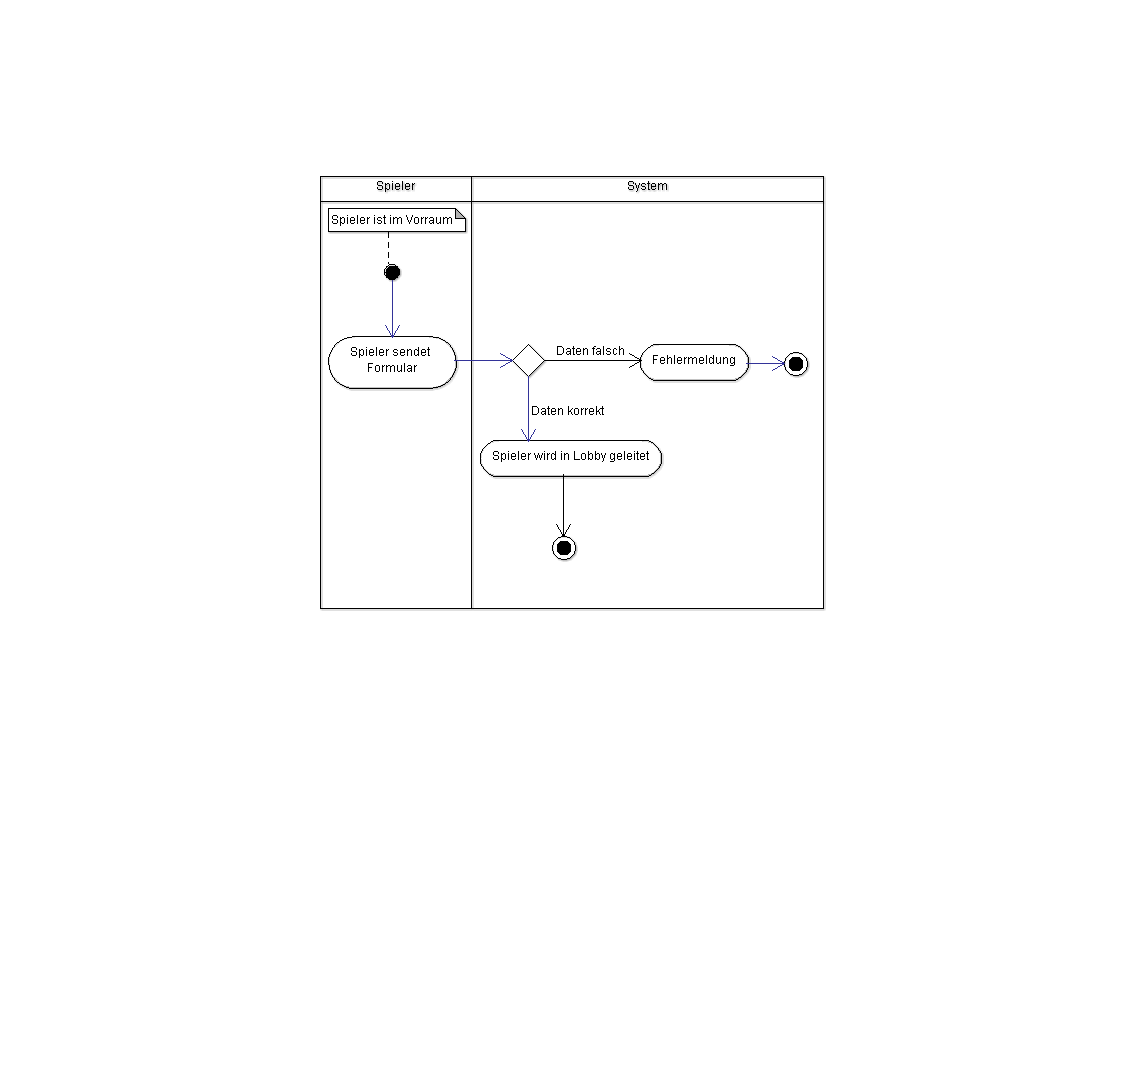 Spieler
System
Spieler ist im Vorraum
Spieler sendet
Formular
Daten falsch
Fehlermeldung
Daten korrekt
Spieler wird in Lobby geleitet